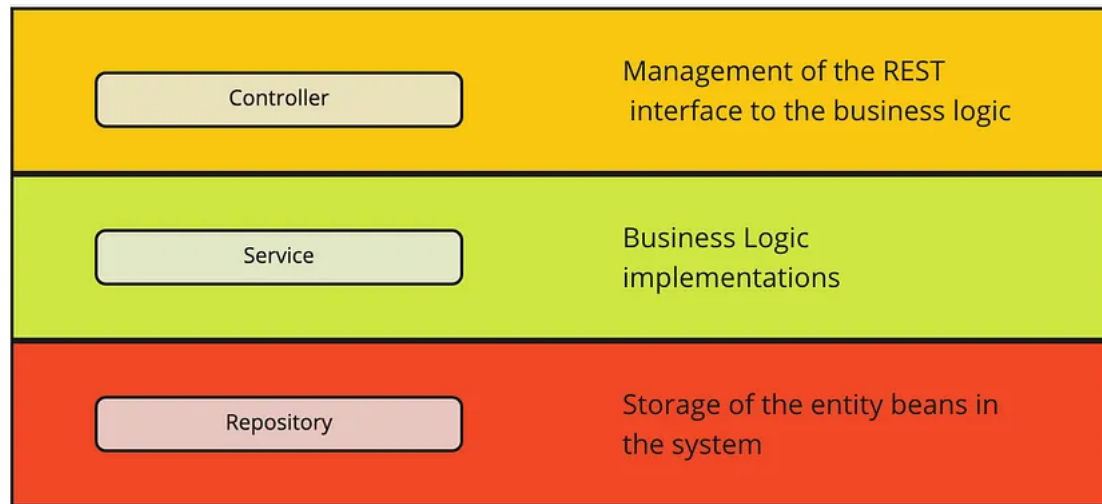 Controller
Management of the REST
interface to the business logic
Service
Business Logic
implementations
Repository
Storage of the entity beans in
the system